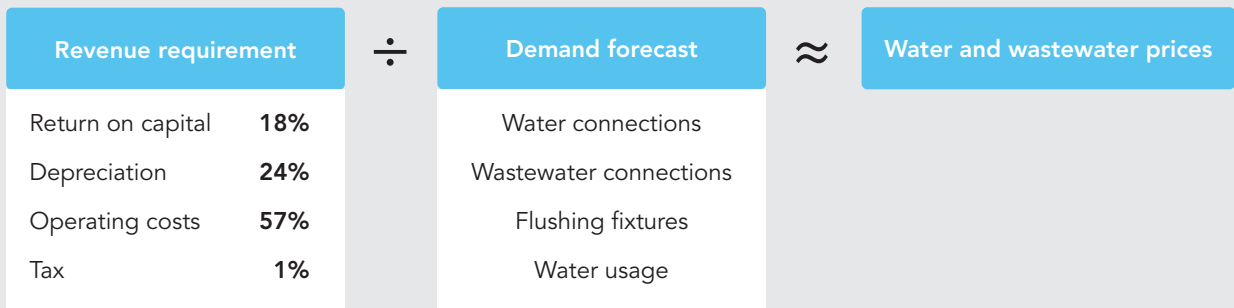 Revenue requirement ÷ Demand forecast ≈ Water and wastewater prices
Return on capital 18%
Depreciation 24%
Operating costs 57%
Tax 1%
Water connections
Wastewater connections
Flushing fixtures
Water usage